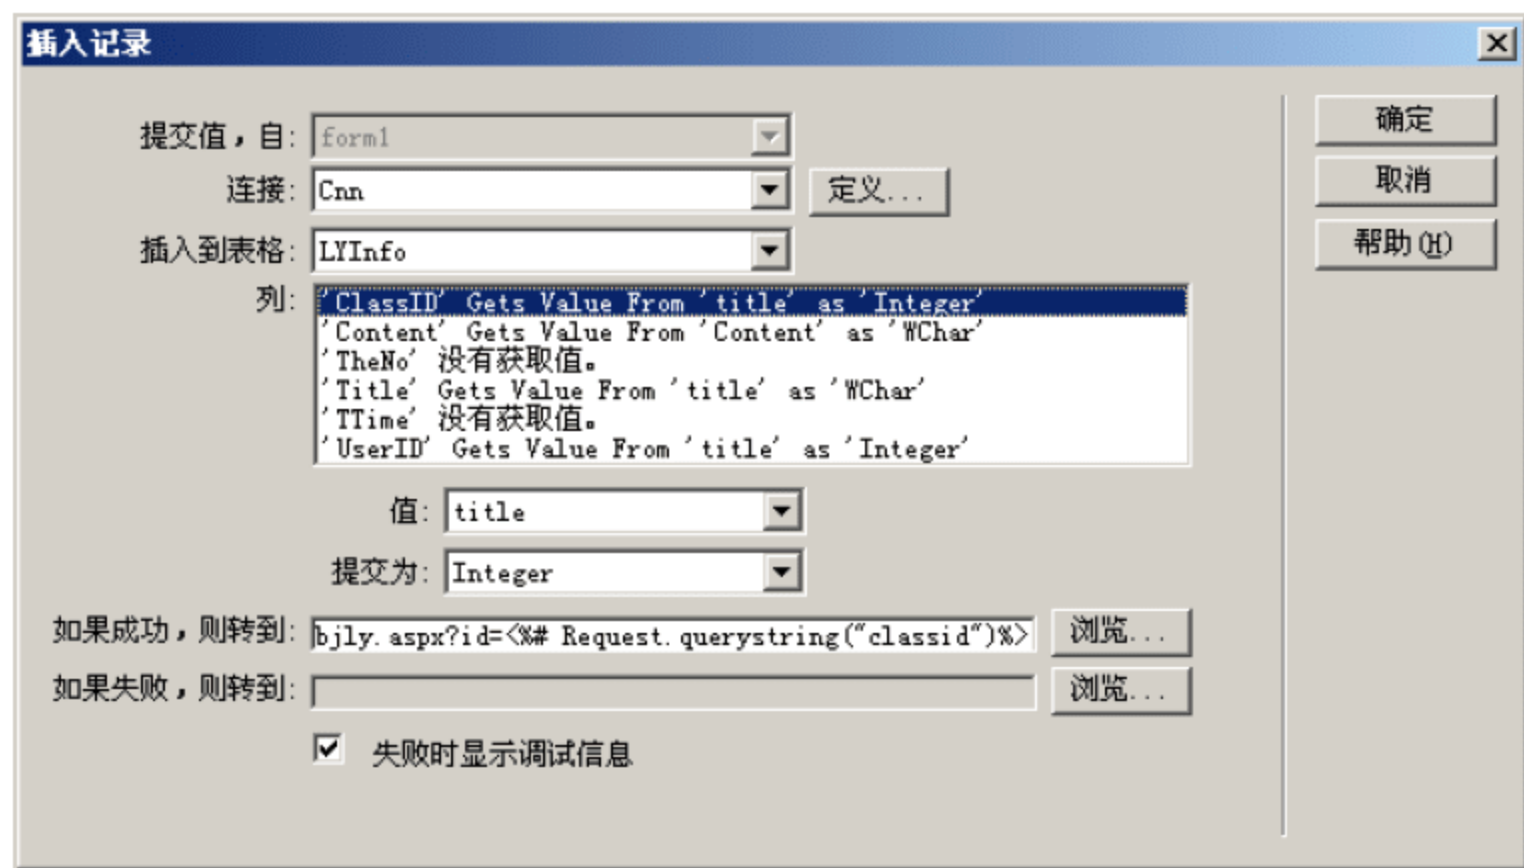 插入记录
提交值，自: form1
连接: Cnn 定义...
插入到表格: LYInfo
列: 'ClassID' Gets Value From 'title' as 'Integer'
'Content' Gets Value From 'Content' as 'WChar'
'TheNo' 没有获取值。
'Title' Gets Value From 'title' as 'WChar'
'TTime' 没有获取值。
'UserID' Gets Value From 'title' as 'Integer'
值: title
提交为: Integer
如果成功，则转到: bjly.aspx?id=<%# Request.querystring("classid")%> 浏览...
如果失败，则转到: 浏览...
失败时显示调试信息
确定
取消
帮助(H)